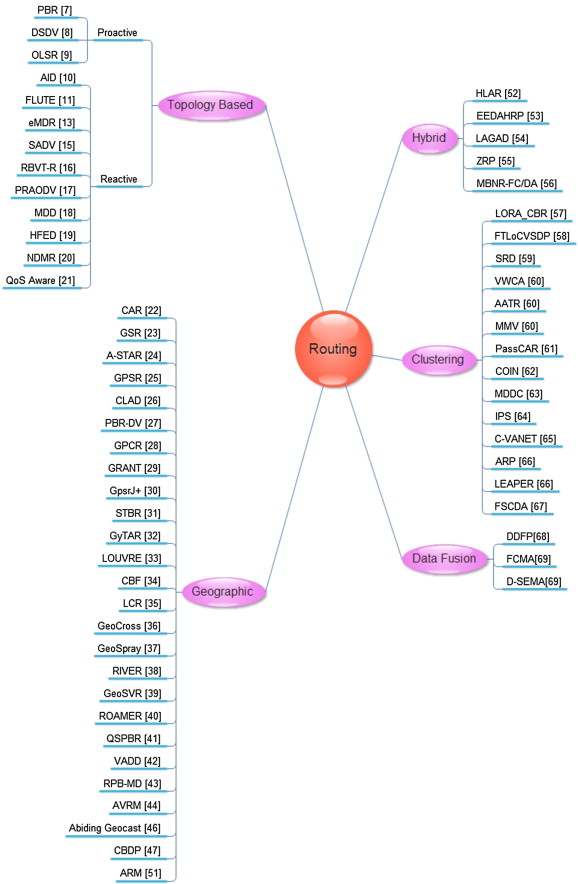 PBR [7]
DSDV [8]
OLSR [9]
Proactive
AID [10]
FLUTE [11]
eMDR [13]
SADV [15]
RBVT-R [16]
PRAODV [17]
MDD [18]
HFED [19]
NDMR [20]
QoS Aware [21]
Reactive
Topology Based
CAR [22]
GSR [23]
A-STAR [24]
GPSR [25]
CLAD [26]
PBR-DV [27]
GPCR [28]
GRANT [29]
GpsrJ+ [30]
STBR [31]
GyTAR [32]
LOUVRE [33]
CBF [34]
LCR [35]
GeoCross [36]
GeoSpray [37]
RIVER [38]
GeoSVR [39]
ROAMER [40]
QSPBR [41]
VADD [42]
RPB-MD [43]
AVRM [44]
Abiding Geocast [46]
CBDP [47]
ARM [51]
Geographic
Routing
Hybrid
HLAR [52]
EEDAHRP [53]
LAGAD [54]
ZRP [55]
MBNR-FC/DA [56]
Clustering
LORA_CBR [57]
FTLoCVSDP [58]
SRD [59]
VWCA [60]
AATR [60]
MMV [60]
PassCAR [61]
COIN [62]
MDDC [63]
IPS [64]
C-VANET [65]
ARP [66]
LEAPER [66]
FSCDA [67]
Data Fusion
DDFP[68]
FCMA[69]
D-SEMA[69]